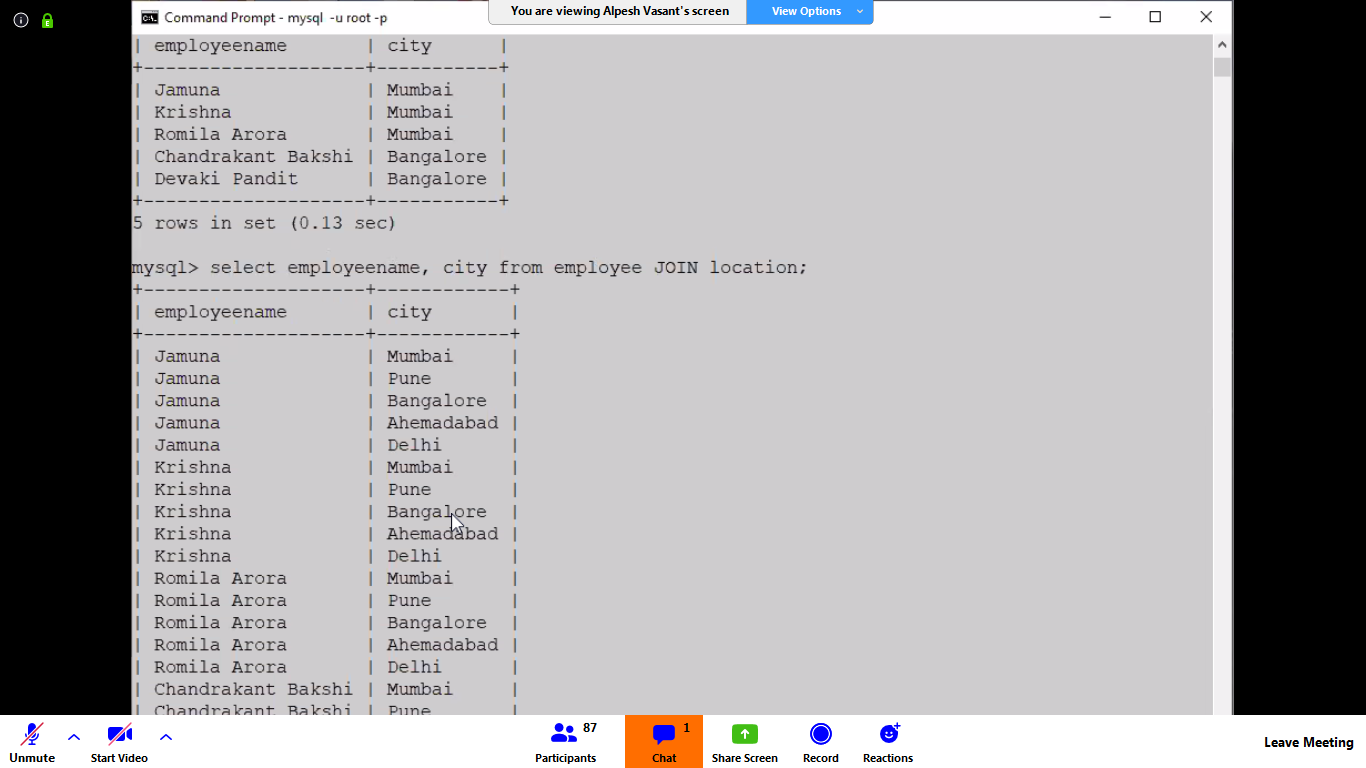 Command Prompt - mysql -u root -p
You are viewing Alpesh Vasant's screen
View Options
| employeename | city |
+--------------------+-----------+
| Jamuna | Mumbai |
| Krishna | Mumbai |
| Romila Arora | Mumbai |
| Chandrakant Bakshi | Bangalore |
| Devaki Pandit | Bangalore |
+--------------------+-----------+
5 rows in set (0.13 sec)
mysql> select employeename, city from employee JOIN location;
+--------------------+------------+
| employeename | city |
+--------------------+------------+
| Jamuna | Mumbai |
| Jamuna | Pune |
| Jamuna | Bangalore |
| Jamuna | Ahemadabad |
| Jamuna | Delhi |
| Krishna | Mumbai |
| Krishna | Pune |
| Krishna | Bangalore |
| Krishna | Ahemadabad |
| Krishna | Delhi |
| Romila Arora | Mumbai |
| Romila Arora | Pune |
| Romila Arora | Bangalore |
| Romila Arora | Ahemadabad |
| Romila Arora | Delhi |
| Chandrakant Bakshi | Mumbai |
| Chandrakant Bakshi | Pune |
87
1
Unmute
Start Video
Participants
Chat
Share Screen
Record
Reactions
Leave Meeting